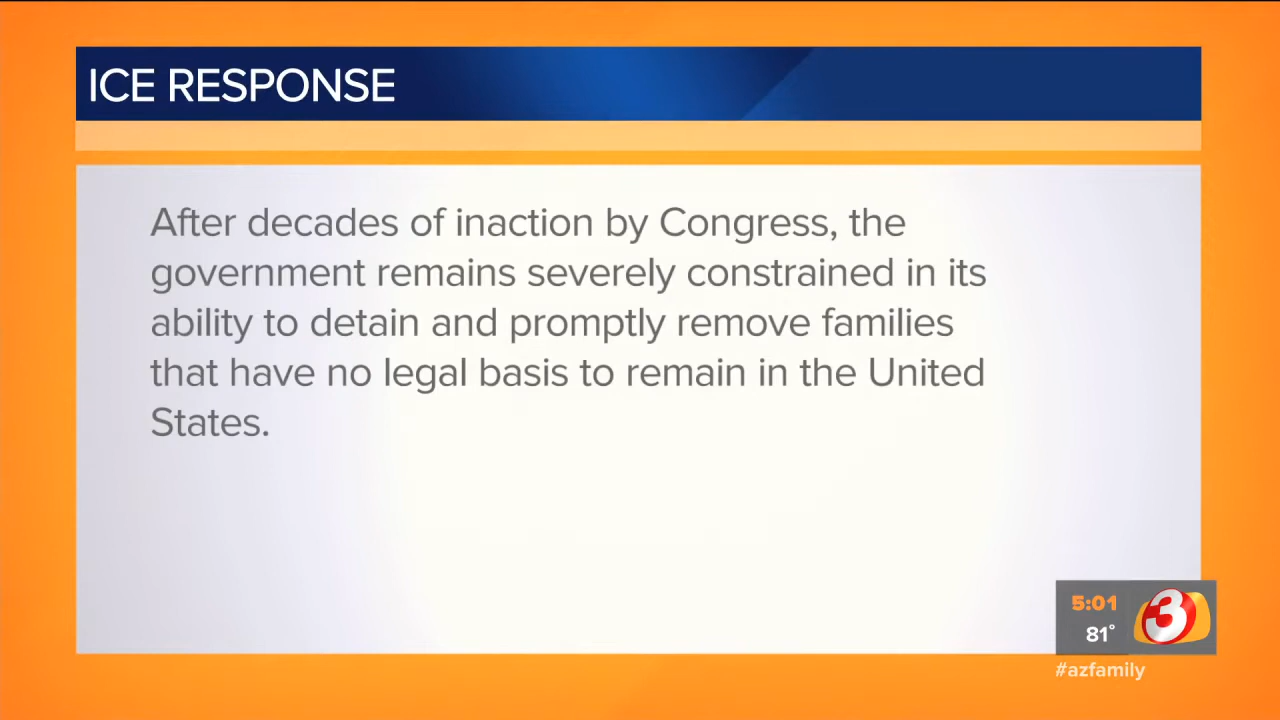 ICE RESPONSE
After decades of inaction by Congress, the
government remains severely constrained in its
ability to detain and promptly remove families
that have no legal basis to remain in the United
States.
5:01
81°
3
#azfamily